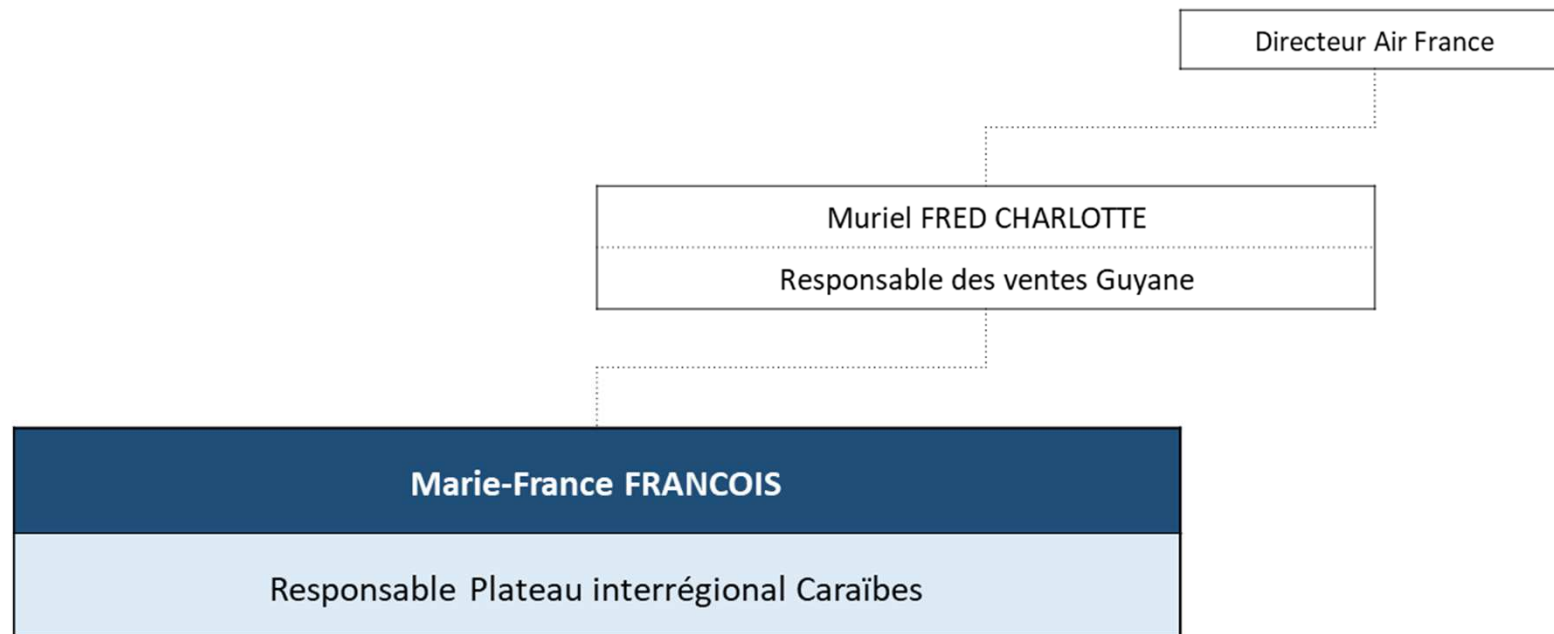 Directeur Air France
Muriel FRED CHARLOTTE
Responsable des ventes Guyane
Marie-France FRANCOIS
Responsable Plateau interrégional Caraïbes